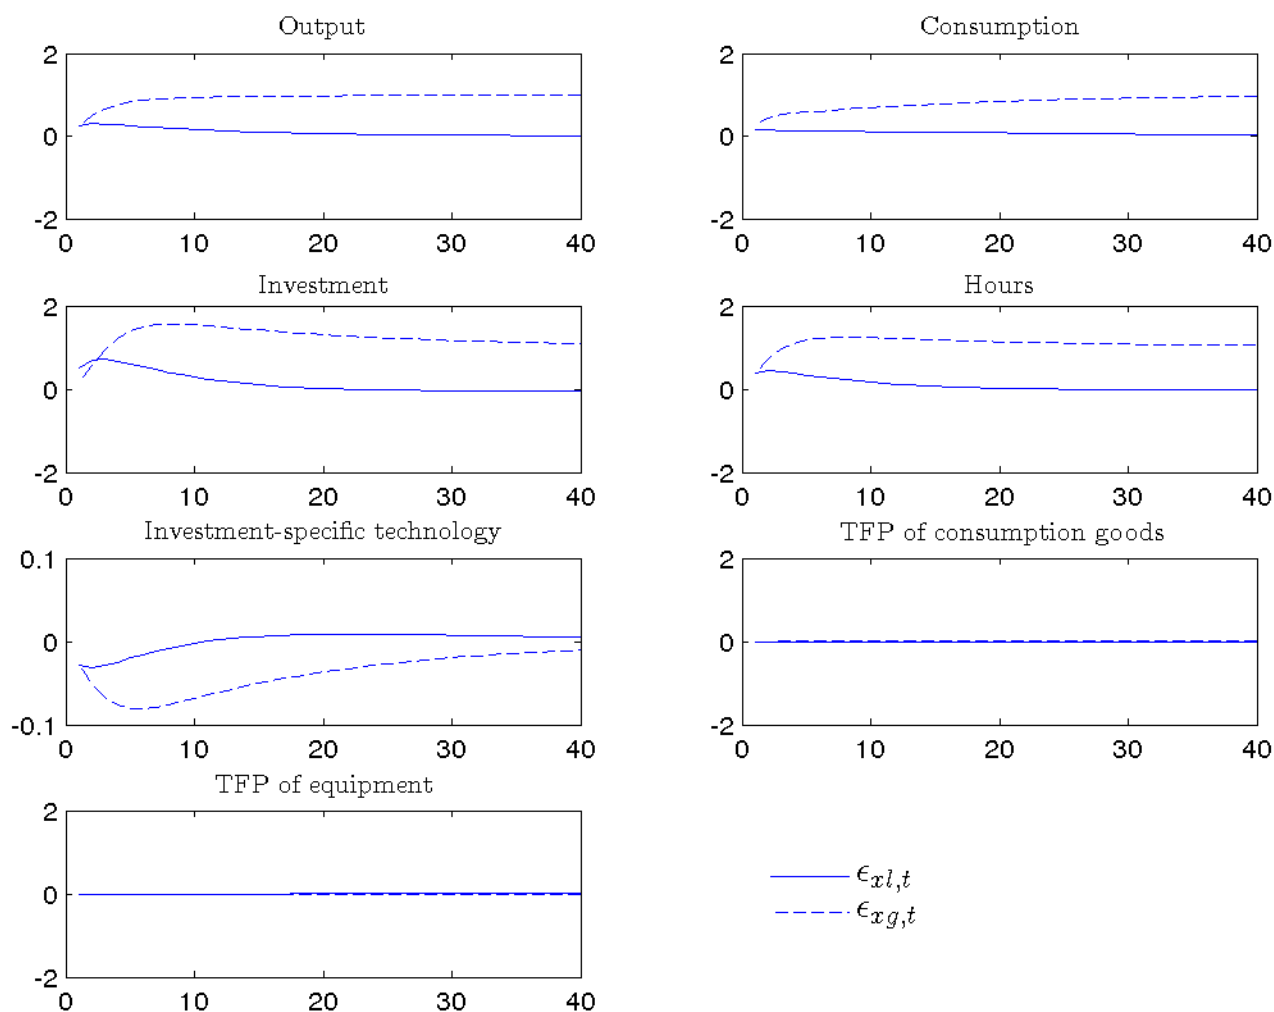 Output
2
0
-2
0 10 20 30 40
Consumption
2
0
-2
0 10 20 30 40
Investment
2
0
-2
0 10 20 30 40
Hours
2
0
-2
0 10 20 30 40
Investment-specific technology
0.1
0
-0.1
0 10 20 30 40
TFP of consumption goods
2
0
-2
0 10 20 30 40
TFP of equipment
2
0
-2
0 10 20 30 40
ϵxl,t
ϵxg,t